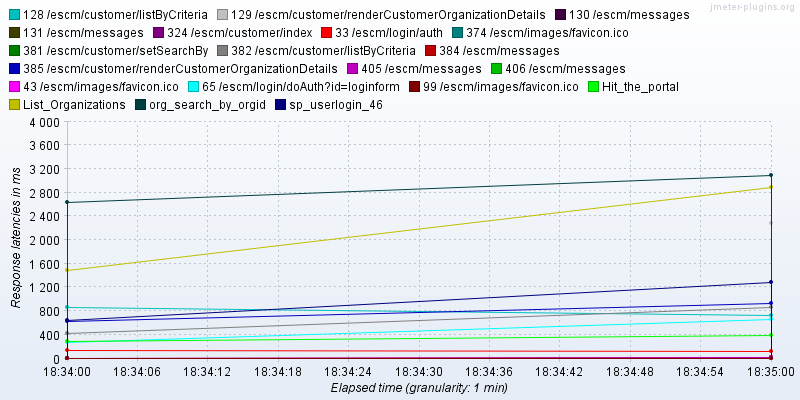 jmeter-plugins.org
128 /escm/customer/listByCriteria 129 /escm/customer/renderCustomerOrganizationDetails 130 /escm/messages
131 /escm/messages 324 /escm/customer/index 33 /escm/login/auth 374 /escm/images/favicon.ico
381 /escm/customer/setSearchBy 382 /escm/customer/listByCriteria 384 /escm/messages
385 /escm/customer/renderCustomerOrganizationDetails 405 /escm/messages 406 /escm/messages
43 /escm/images/favicon.ico 65 /escm/login/doAuth?id=loginform 99 /escm/images/favicon.ico Hit_the_portal
List_Organizations org_search_by_orgid sp_userlogin_46
Response latencies in ms
4 000
3 600
3 200
2 800
2 400
2 000
1 600
1 200
800
400
0
18:34:00 18:34:06 18:34:12 18:34:18 18:34:24 18:34:30 18:34:36 18:34:42 18:34:48 18:34:54 18:35:00
Elapsed time (granularity: 1 min)